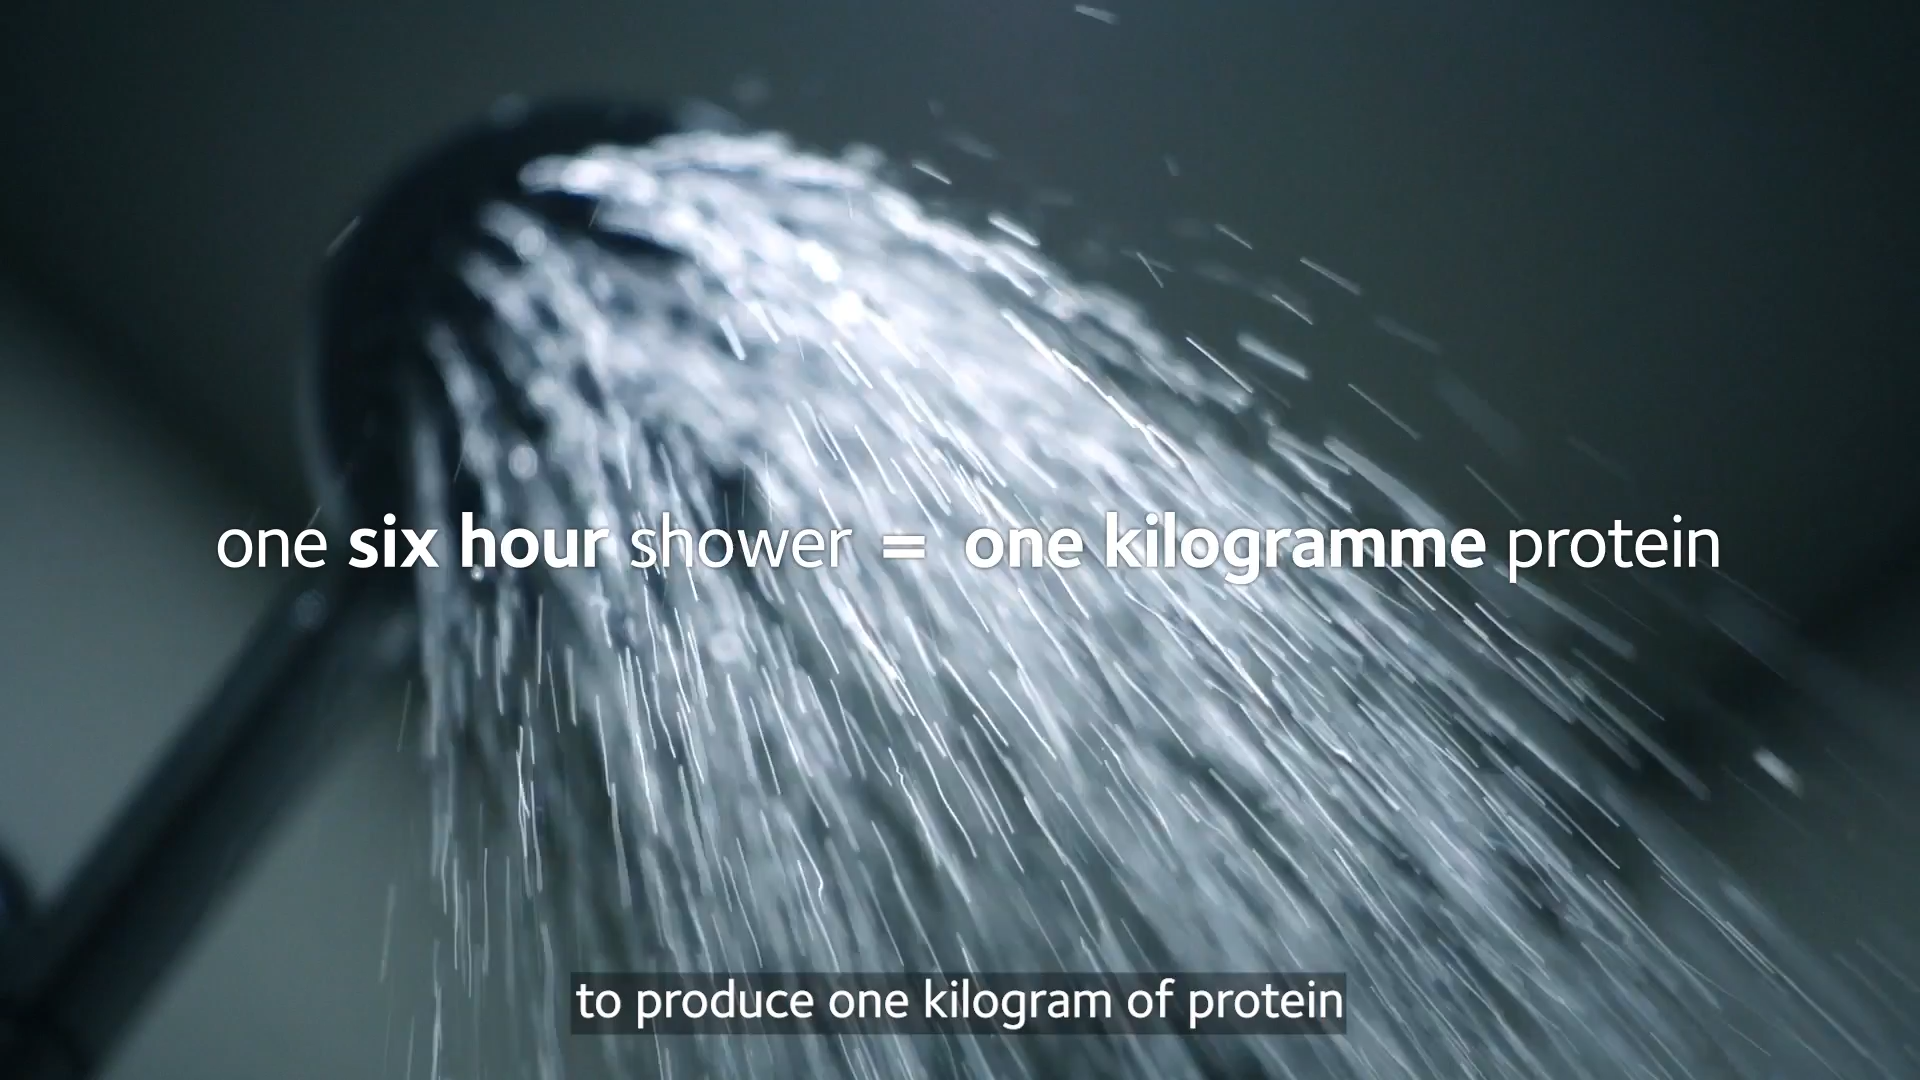 one six hour shower = one kilogramme protein
to produce one kilogram of protein